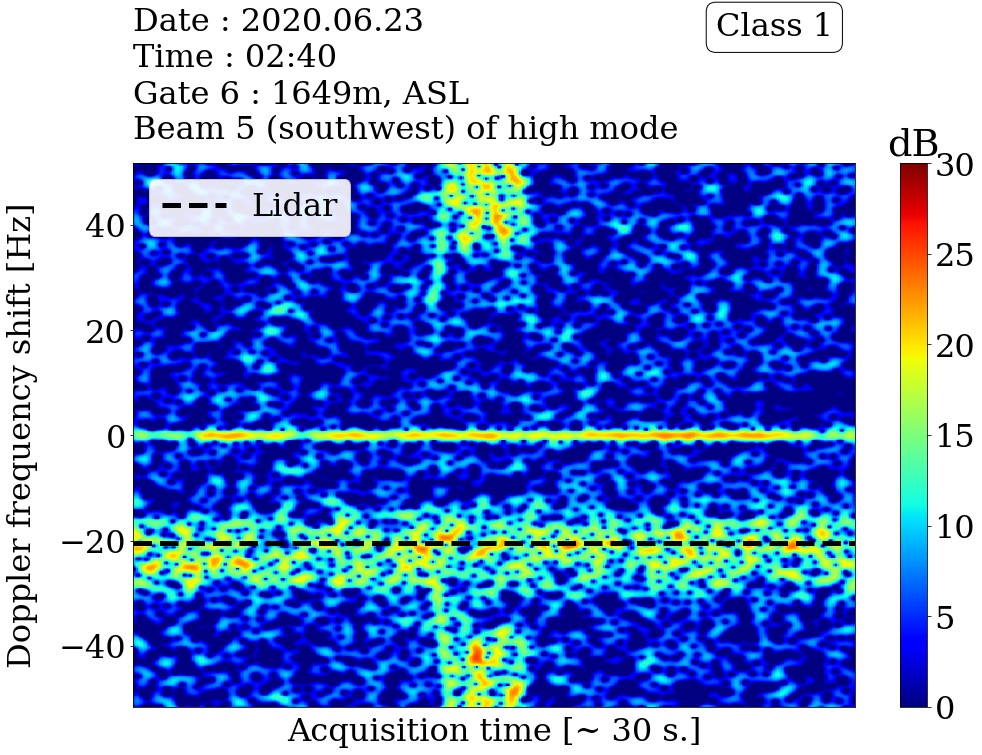 Date : 2020.06.23
Time : 02:40
Gate 6 : 1649m, ASL
Beam 5 (southwest) of high mode
Class 1
dB
Lidar
Doppler frequency shift [Hz]
40
20
0
−20
−40
30
25
20
15
10
5
0
Acquisition time [~ 30 s.]